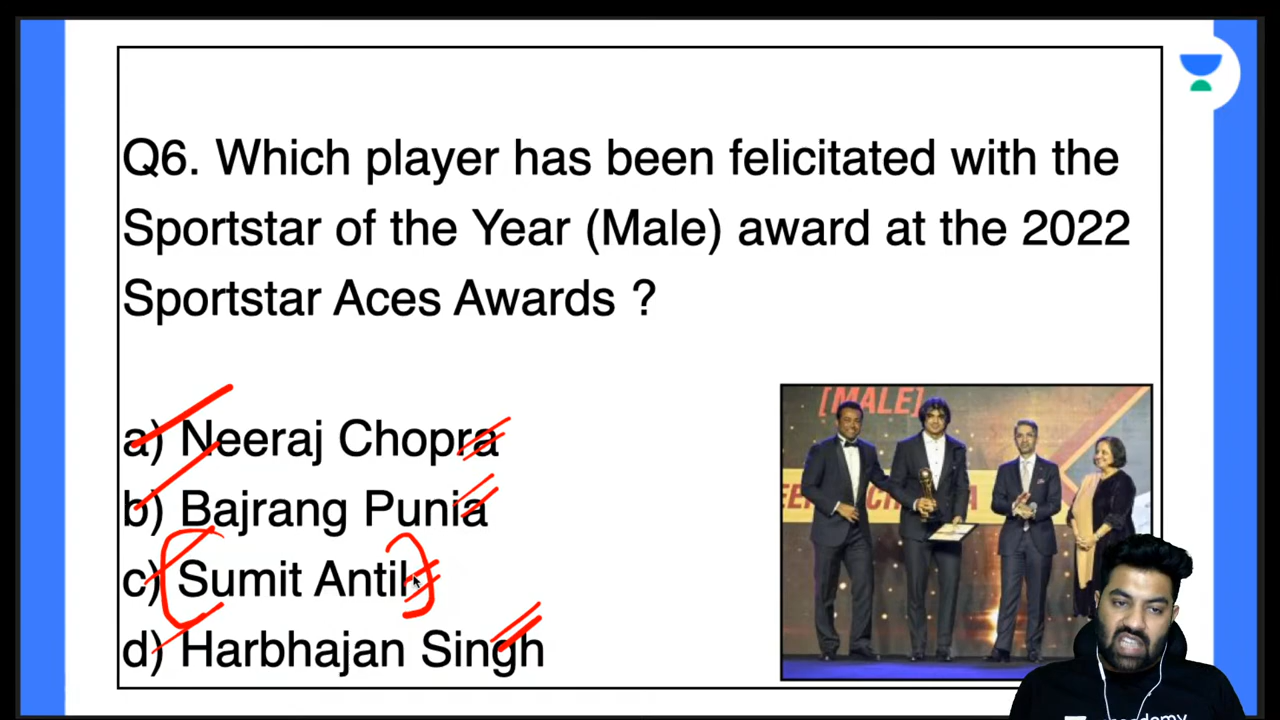 Q6. Which player has been felicitated with the
Sportstar of the Year (Male) award at the 2022
Sportstar Aces Awards ?
a) Neeraj Chopra
b) Bajrang Punia
c) Sumit Antil
d) Harbhajan Singh
[MALE]